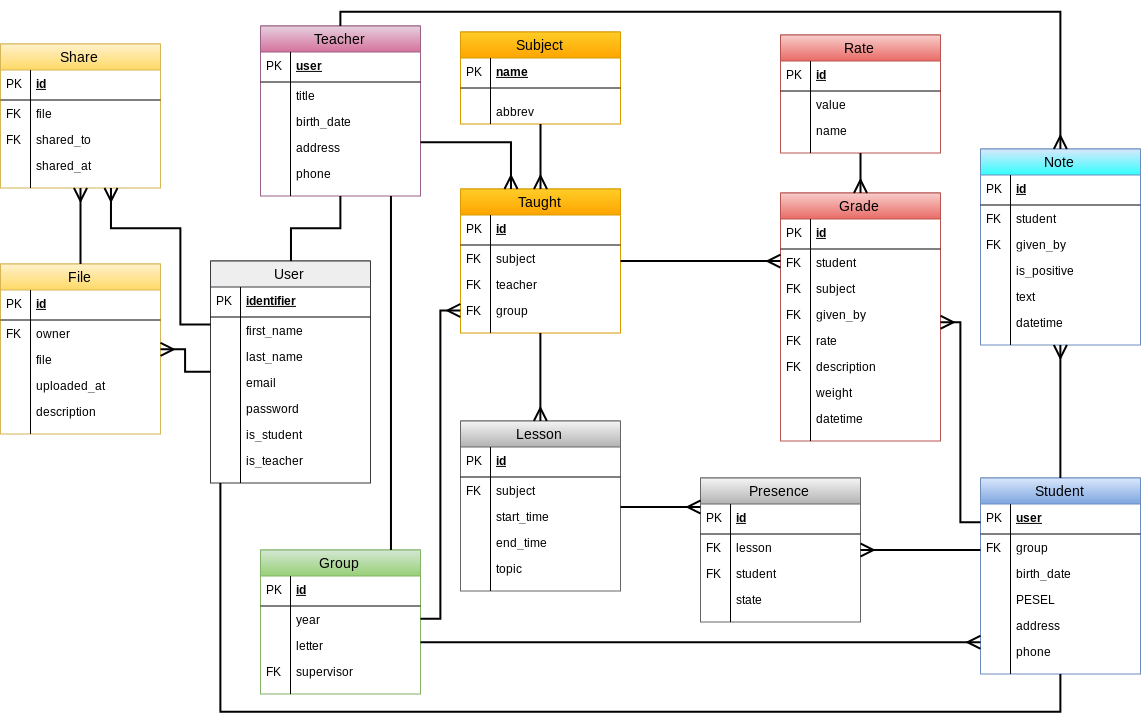 Share
PK id
FK file
FK shared_to
shared_at
Teacher
PK user
title
birth_date
address
phone
Subject
PK name
abbrev
Rate
PK id
value
name
Note
PK id
FK student
FK given_by
is_positive
text
datetime
File
PK id
FK owner
file
uploaded_at
description
User
PK identifier
first_name
last_name
email
password
is_student
is_teacher
Taught
PK id
FK subject
FK teacher
FK group
Grade
PK id
FK student
FK subject
FK given_by
FK rate
FK description
weight
datetime
Lesson
PK id
FK subject
start_time
end_time
topic
Presence
PK id
FK lesson
FK student
state
Student
PK user
FK group
birth_date
PESEL
address
phone
Group
PK id
year
letter
FK supervisor